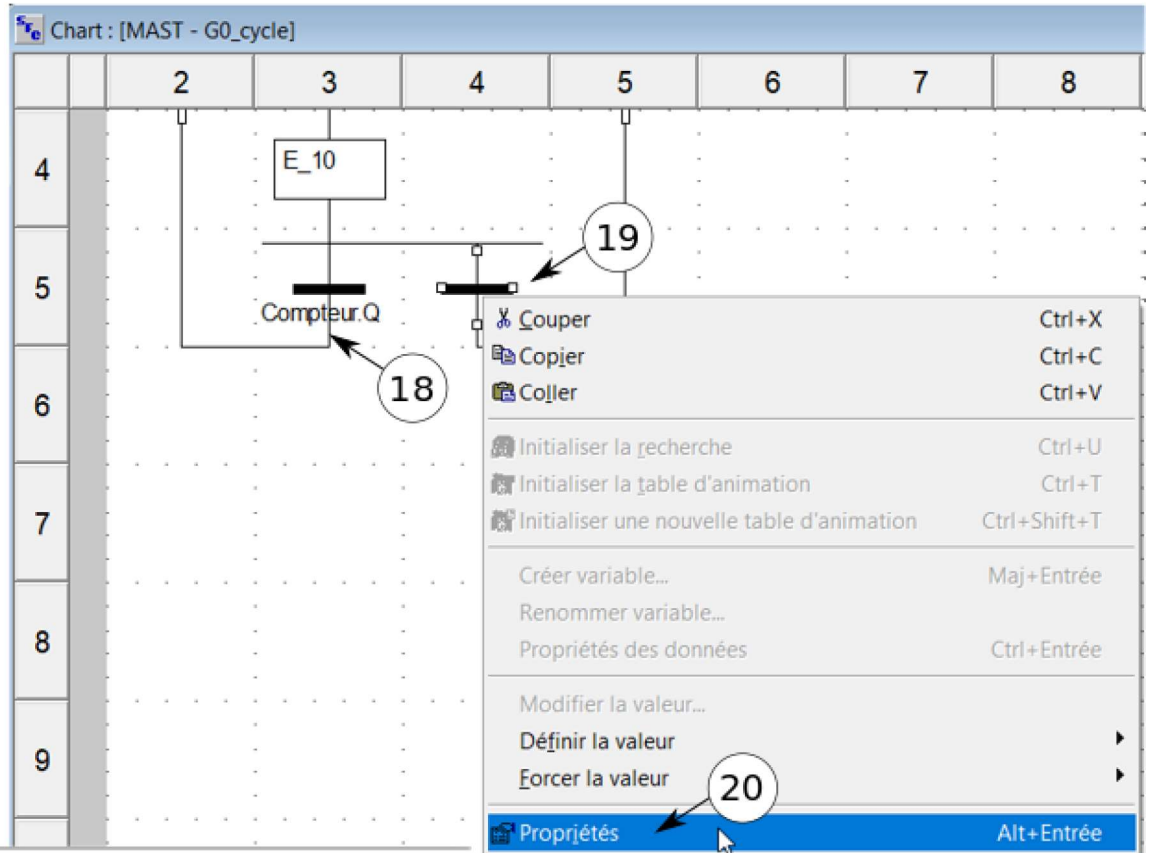 SFC Chart : [MAST - G0_cycle]
2 3 4 5 6 7 8
4
E_10
19
5
Compteur.Q
18
6
7
8
9
Couper Ctrl+X
Copier Ctrl+C
Coller Ctrl+V
Initialiser la recherche Ctrl+U
Initialiser la table d'animation Ctrl+T
Initialiser une nouvelle table d'animation Ctrl+Shift+T
Créer variable... Maj+Entrée
Renommer variable...
Propriétés des données Ctrl+Entrée
Modifier la valeur...
Définir la valeur
Forcer la valeur
20
Propriétés Alt+Entrée